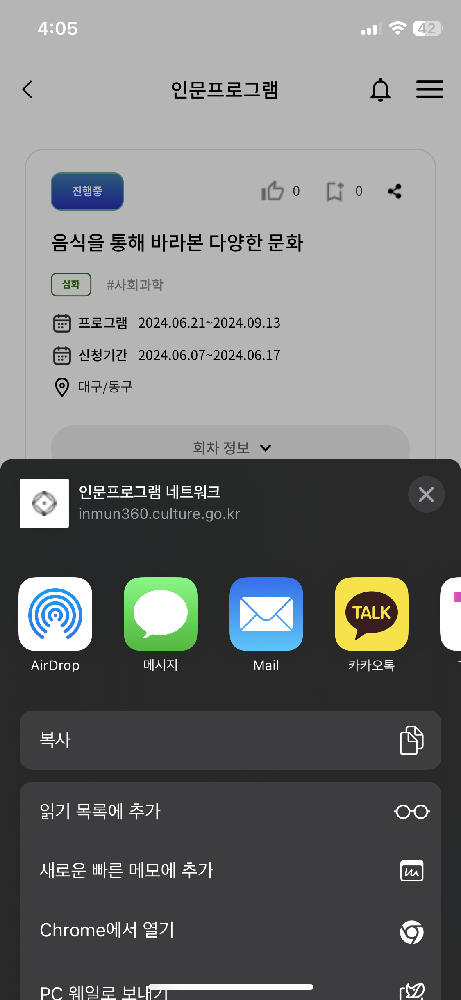 4:05
42
인문프로그램
진행중
0
0
음식을 통해 바라본 다양한 문화
심화
#사회과학
프로그램 2024.06.21~2024.09.13
신청기간 2024.06.07~2024.06.17
대구/동구
회차 정보
인문프로그램 네트워크
inmun360.culture.go.kr
TALK
AirDrop
메시지
Mail
카카오톡
복사
읽기 목록에 추가
새로운 빠른 메모에 추가
Chrome에서 열기
PC 웨일로 보내기